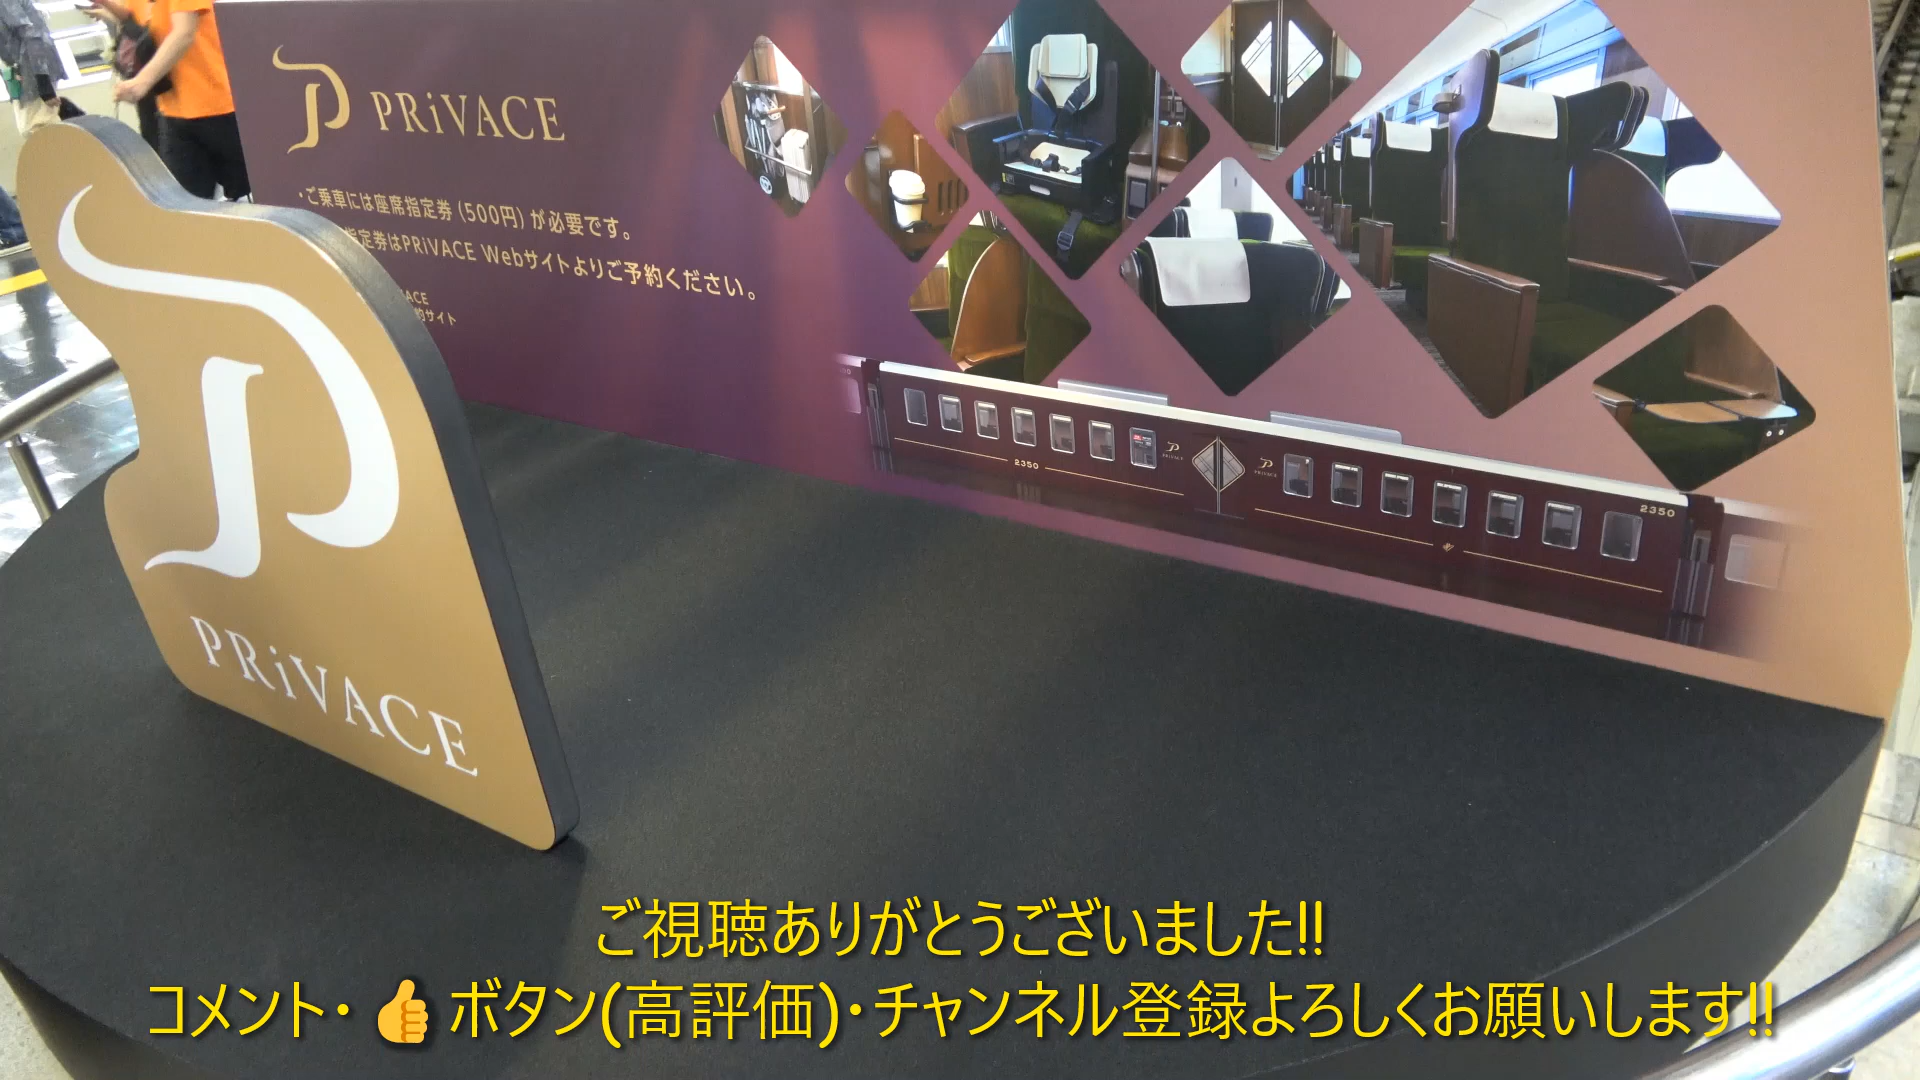 PRiVACE
・ご乗車には座席指定券(500円)が必要です。
指定券はPRiVACE Webサイトよりご予約ください。
ACE
約サイト
PRiVACE
2350
PRiVACE
PRiVACE
2350
ご視聴ありがとうございました!!
コメント・👍ボタン(高評価)・チャンネル登録よろしくお願いします!!